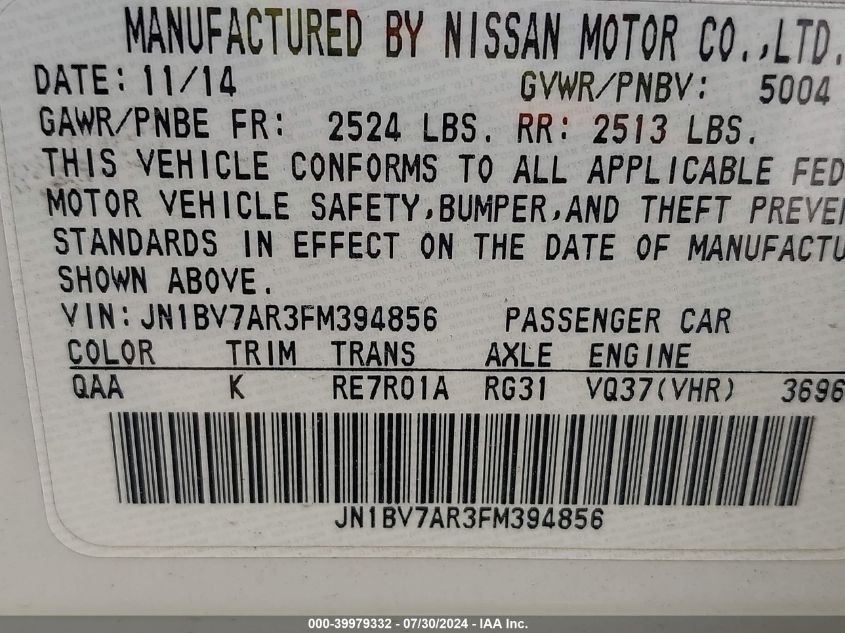 MANUFACTURED BY NISSAN MOTOR CO.,LTD.
DATE: 11/14 GVWR/PNBV: 5004
GAWR/PNBE FR: 2524 LBS. RR: 2513 LBS.
THIS VEHICLE CONFORMS TO ALL APPLICABLE FED
MOTOR VEHICLE SAFETY,BUMPER,AND THEFT PREVE
STANDARDS IN EFFECT ON THE DATE OF MANUFACTU
SHOWN ABOVE.
VIN: JN1BV7AR3FM394856 PASSENGER CAR
COLOR TRIM TRANS AXLE ENGINE
QAA K RE7R01A RG31 VQ37(VHR) 3696
JN1BV7AR3FM394856
000-39979332 - 07/30/2024 - IAA Inc.